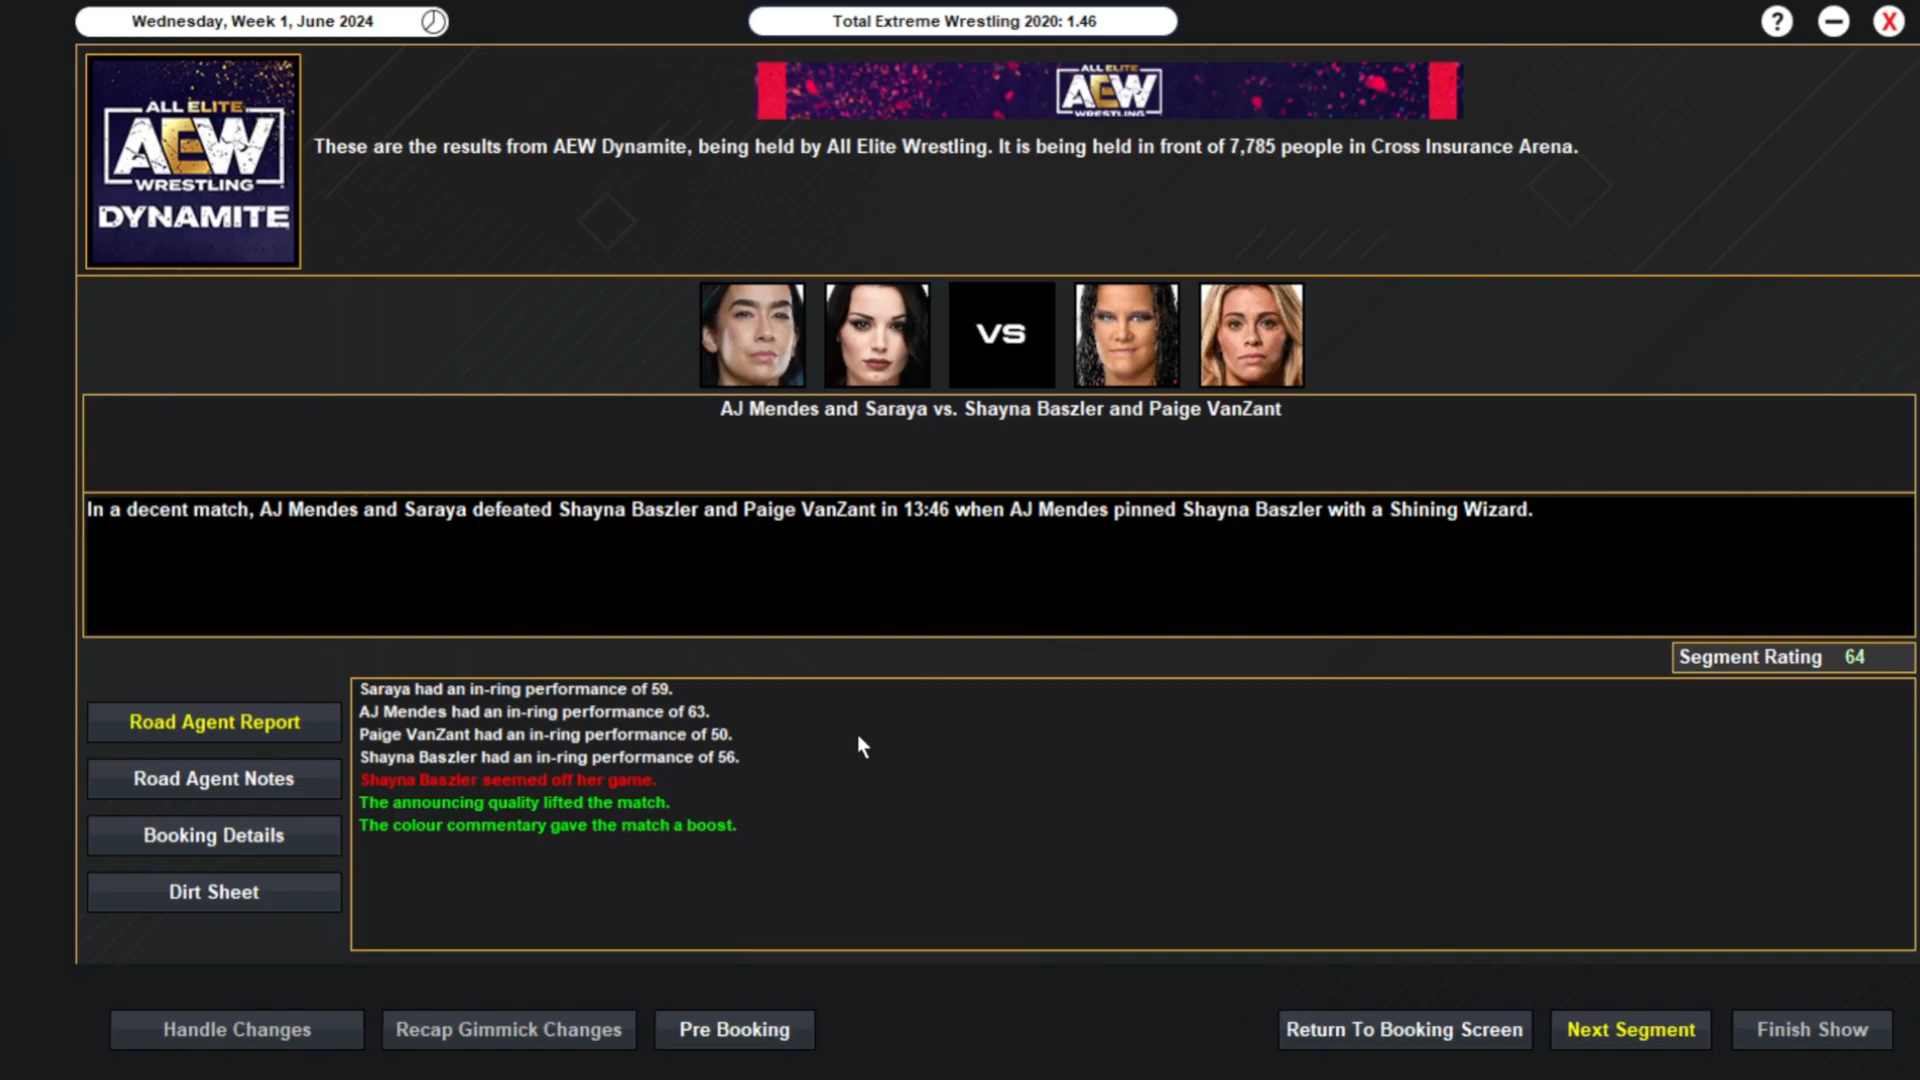 Wednesday, Week 1, June 2024
Total Extreme Wrestling 2020: 1.46
?
X
ALL ELITE
AEW
WRESTLING
DYNAMITE
ALL ELITE
AEW
WRESTLING
These are the results from AEW Dynamite, being held by All Elite Wrestling. It is being held in front of 7,785 people in Cross Insurance Arena.
VS
AJ Mendes and Saraya vs. Shayna Baszler and Paige VanZant
In a decent match, AJ Mendes and Saraya defeated Shayna Baszler and Paige VanZant in 13:46 when AJ Mendes pinned Shayna Baszler with a Shining Wizard.
Segment Rating 64
Road Agent Report
Road Agent Notes
Booking Details
Dirt Sheet
Saraya had an in-ring performance of 59.
AJ Mendes had an in-ring performance of 63.
Paige VanZant had an in-ring performance of 50.
Shayna Baszler had an in-ring performance of 56.
Shayna Baszler seemed off her game.
The announcing quality lifted the match.
The colour commentary gave the match a boost.
Handle Changes
Recap Gimmick Changes
Pre Booking
Return To Booking Screen
Next Segment
Finish Show